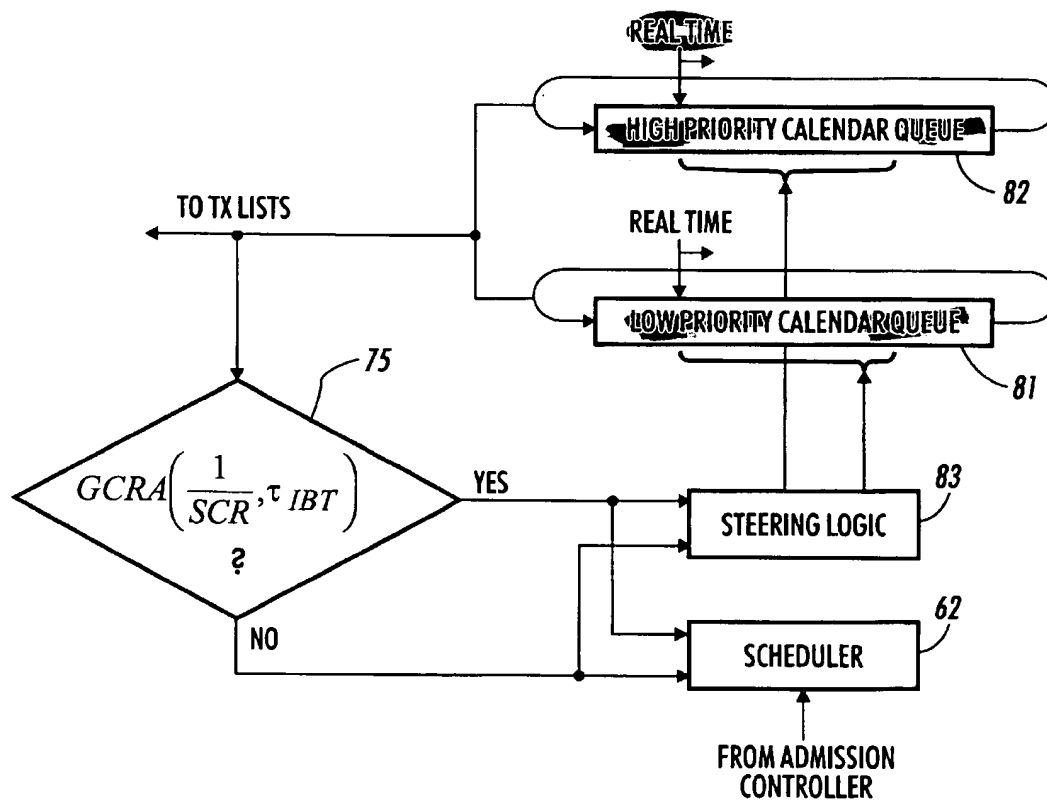 REAL TIME
HIGH PRIORITY CALENDAR QUEUE
82
TO TX LISTS
REAL TIME
LOW PRIORITY CALENDAR QUEUE
81
75
GCRA(1/SCR, τ IBT)
?
YES
83
STEERING LOGIC
NO
62
SCHEDULER
FROM ADMISSION
CONTROLLER